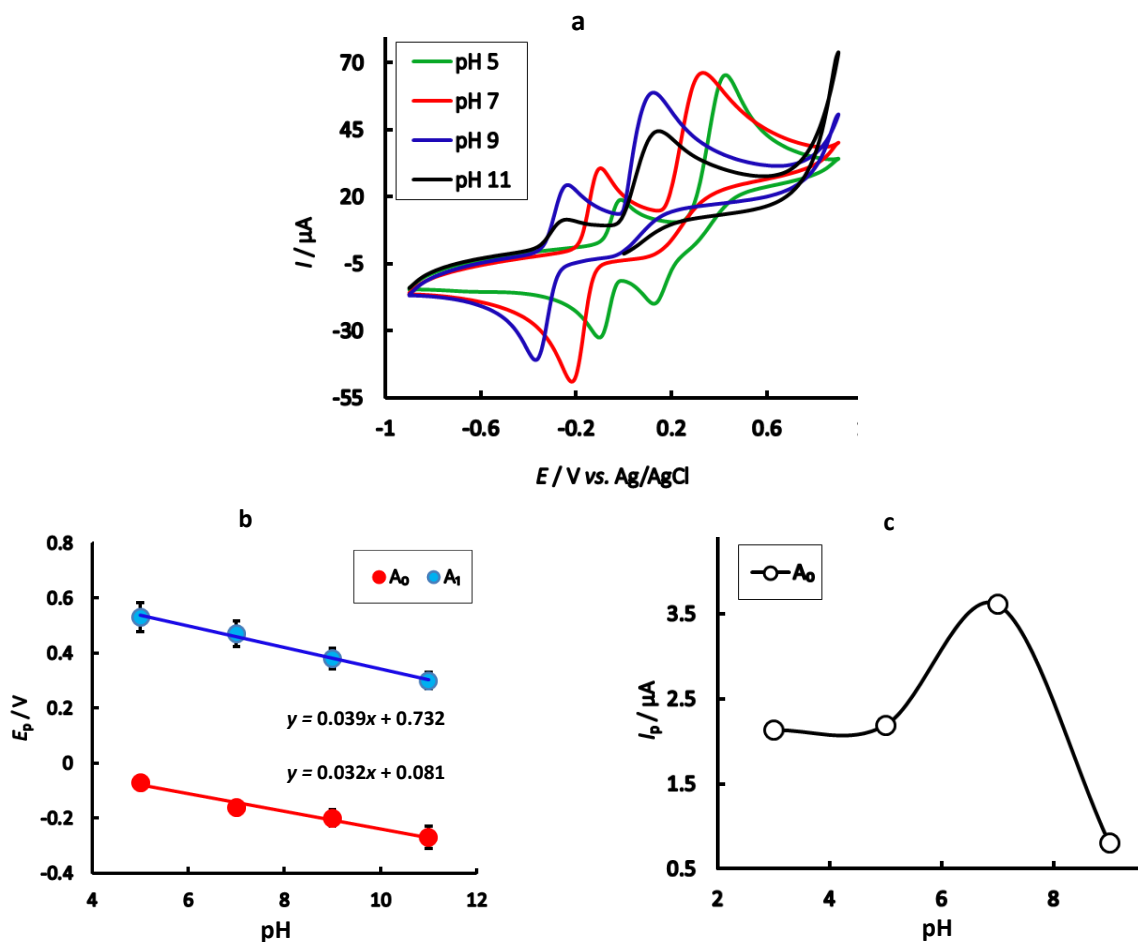 a
pH 5
pH 7
pH 9
pH 11
70
45
20
-5
-30
-55
I / µA
-1
-0.6
-0.2
0.2
0.6
E / V vs. Ag/AgCl
b
A₀
A₁
0.8
0.6
0.4
0.2
0
-0.2
-0.4
Eₚ / V
y = 0.039x + 0.732
y = 0.032x + 0.081
4
6
8
10
12
pH
c
A₀
3.5
2.5
1.5
0.5
Iₚ / µA
2
4
6
8
pH